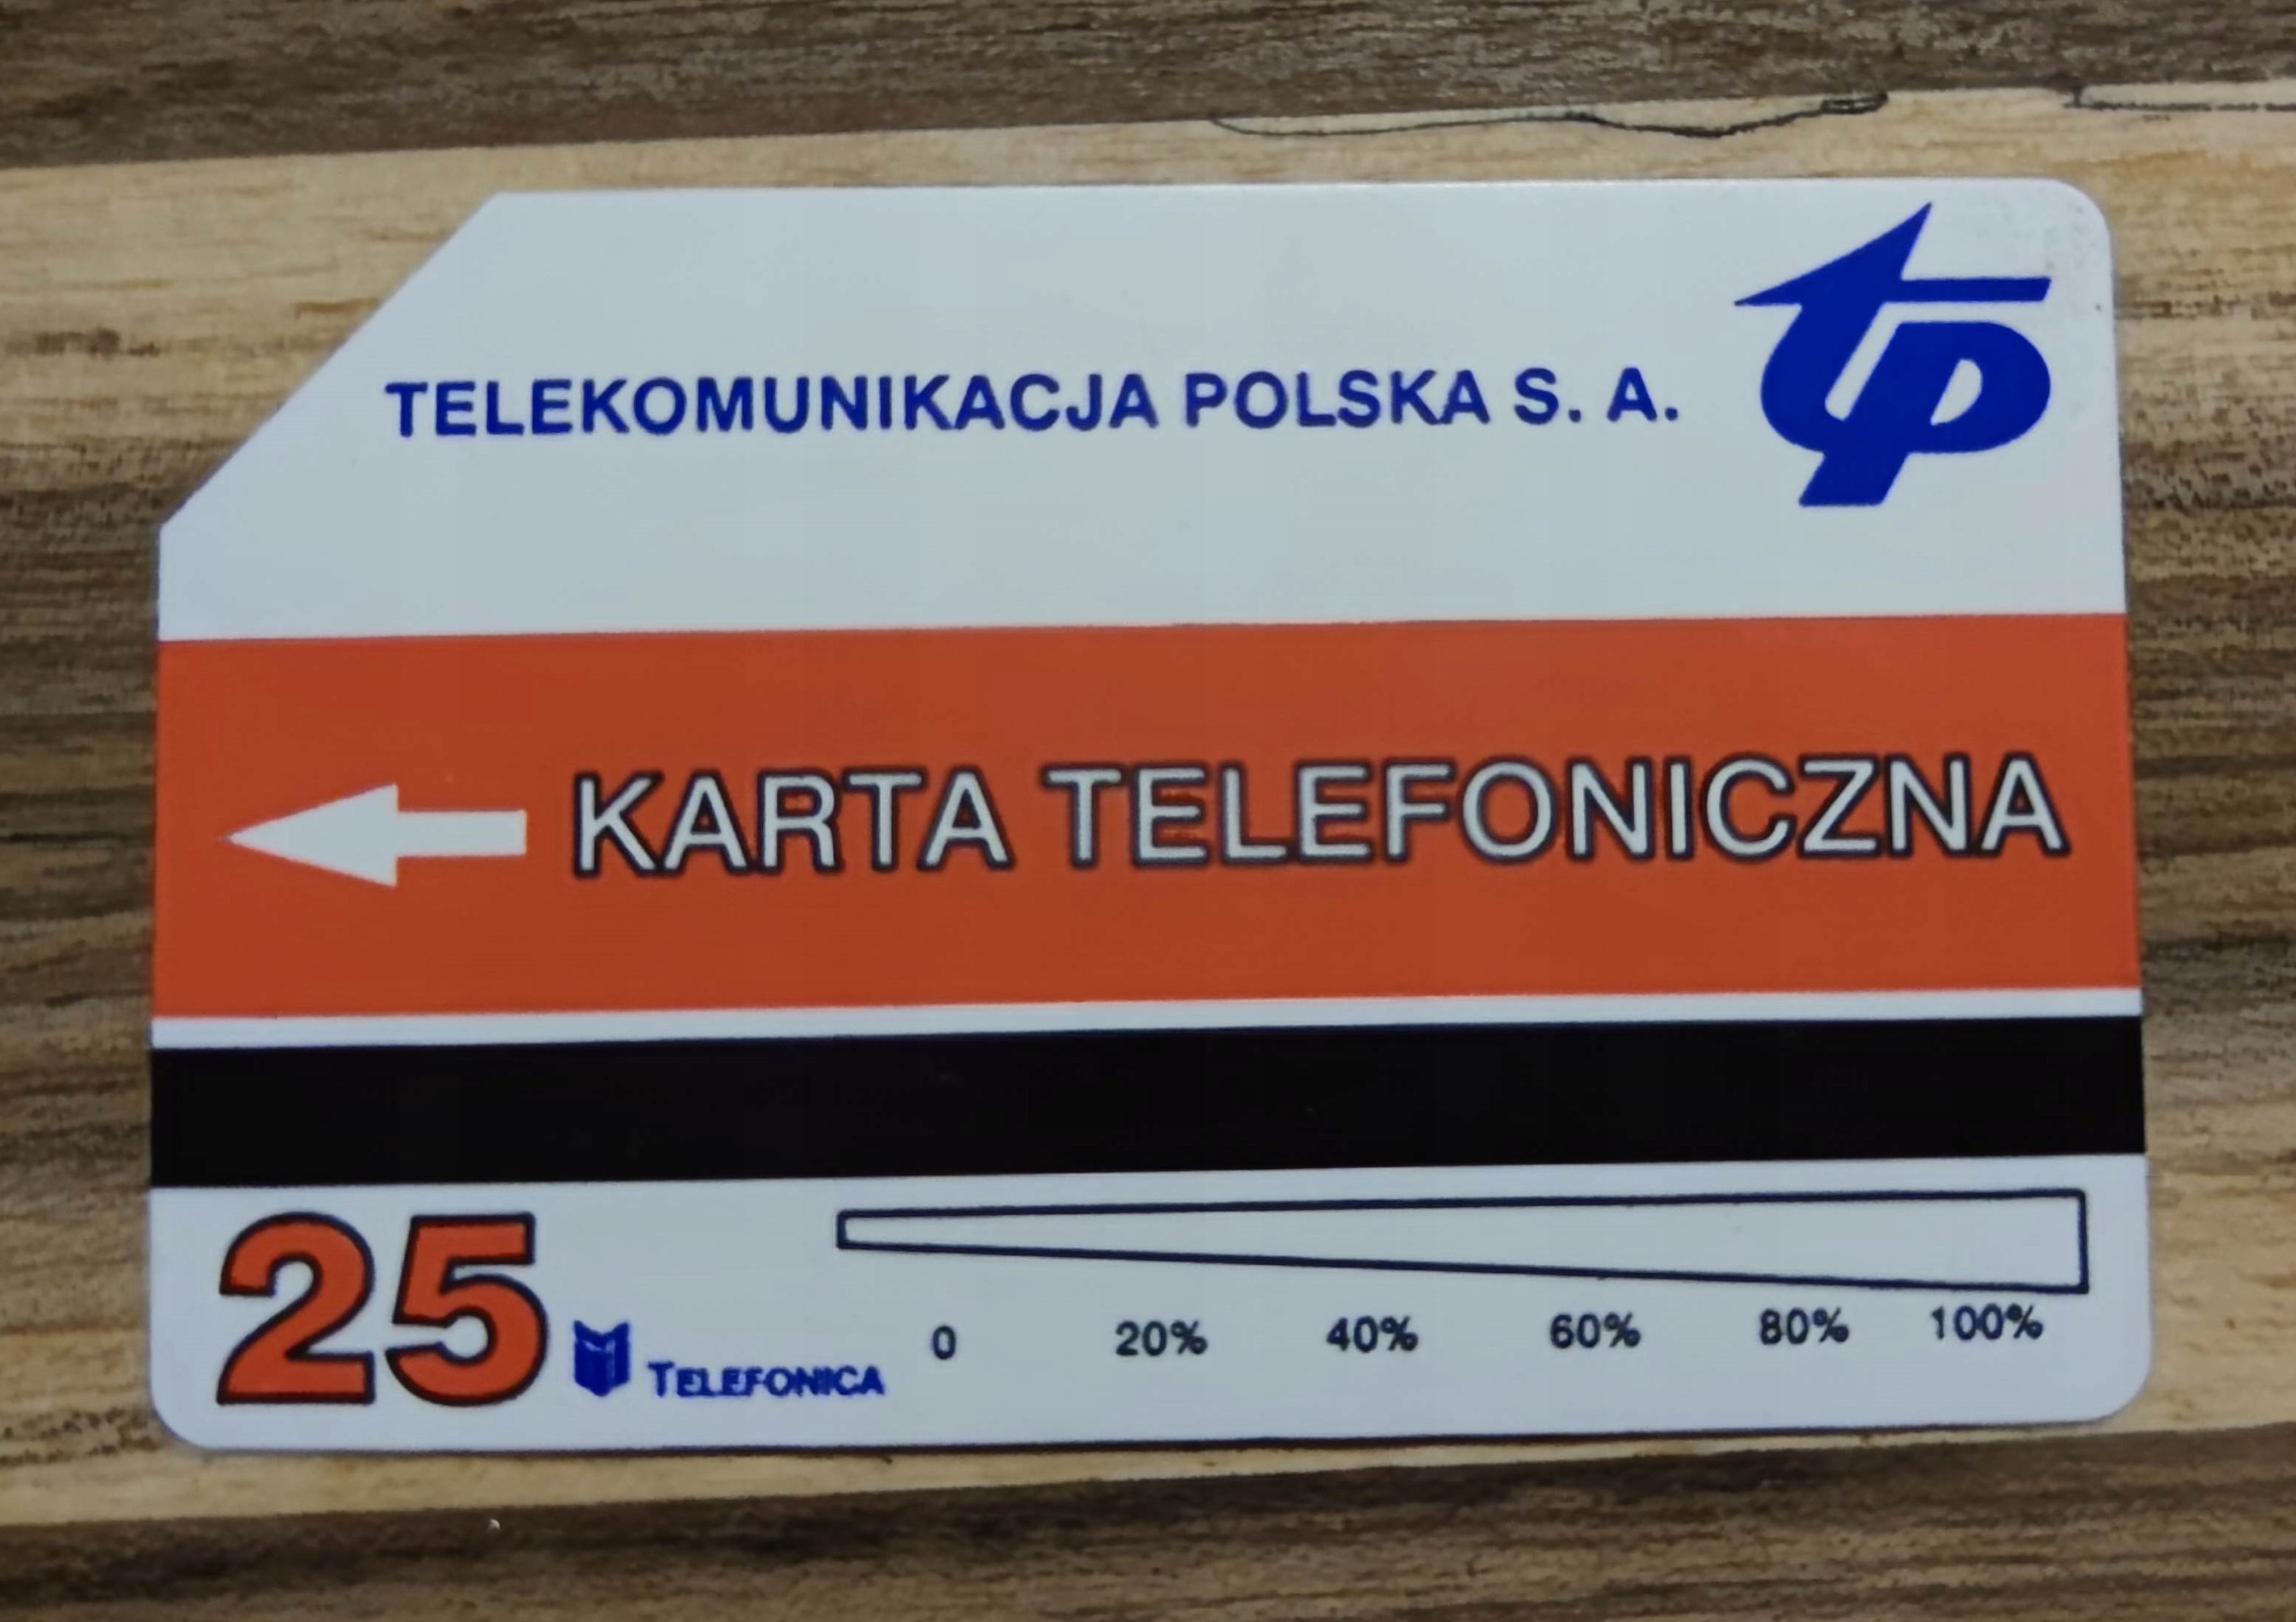 tp
TELEKOMUNIKACJA POLSKA S. A.
KARTA TELEFONICZNA
25
TELEFONICA
0 20% 40% 60% 80% 100%